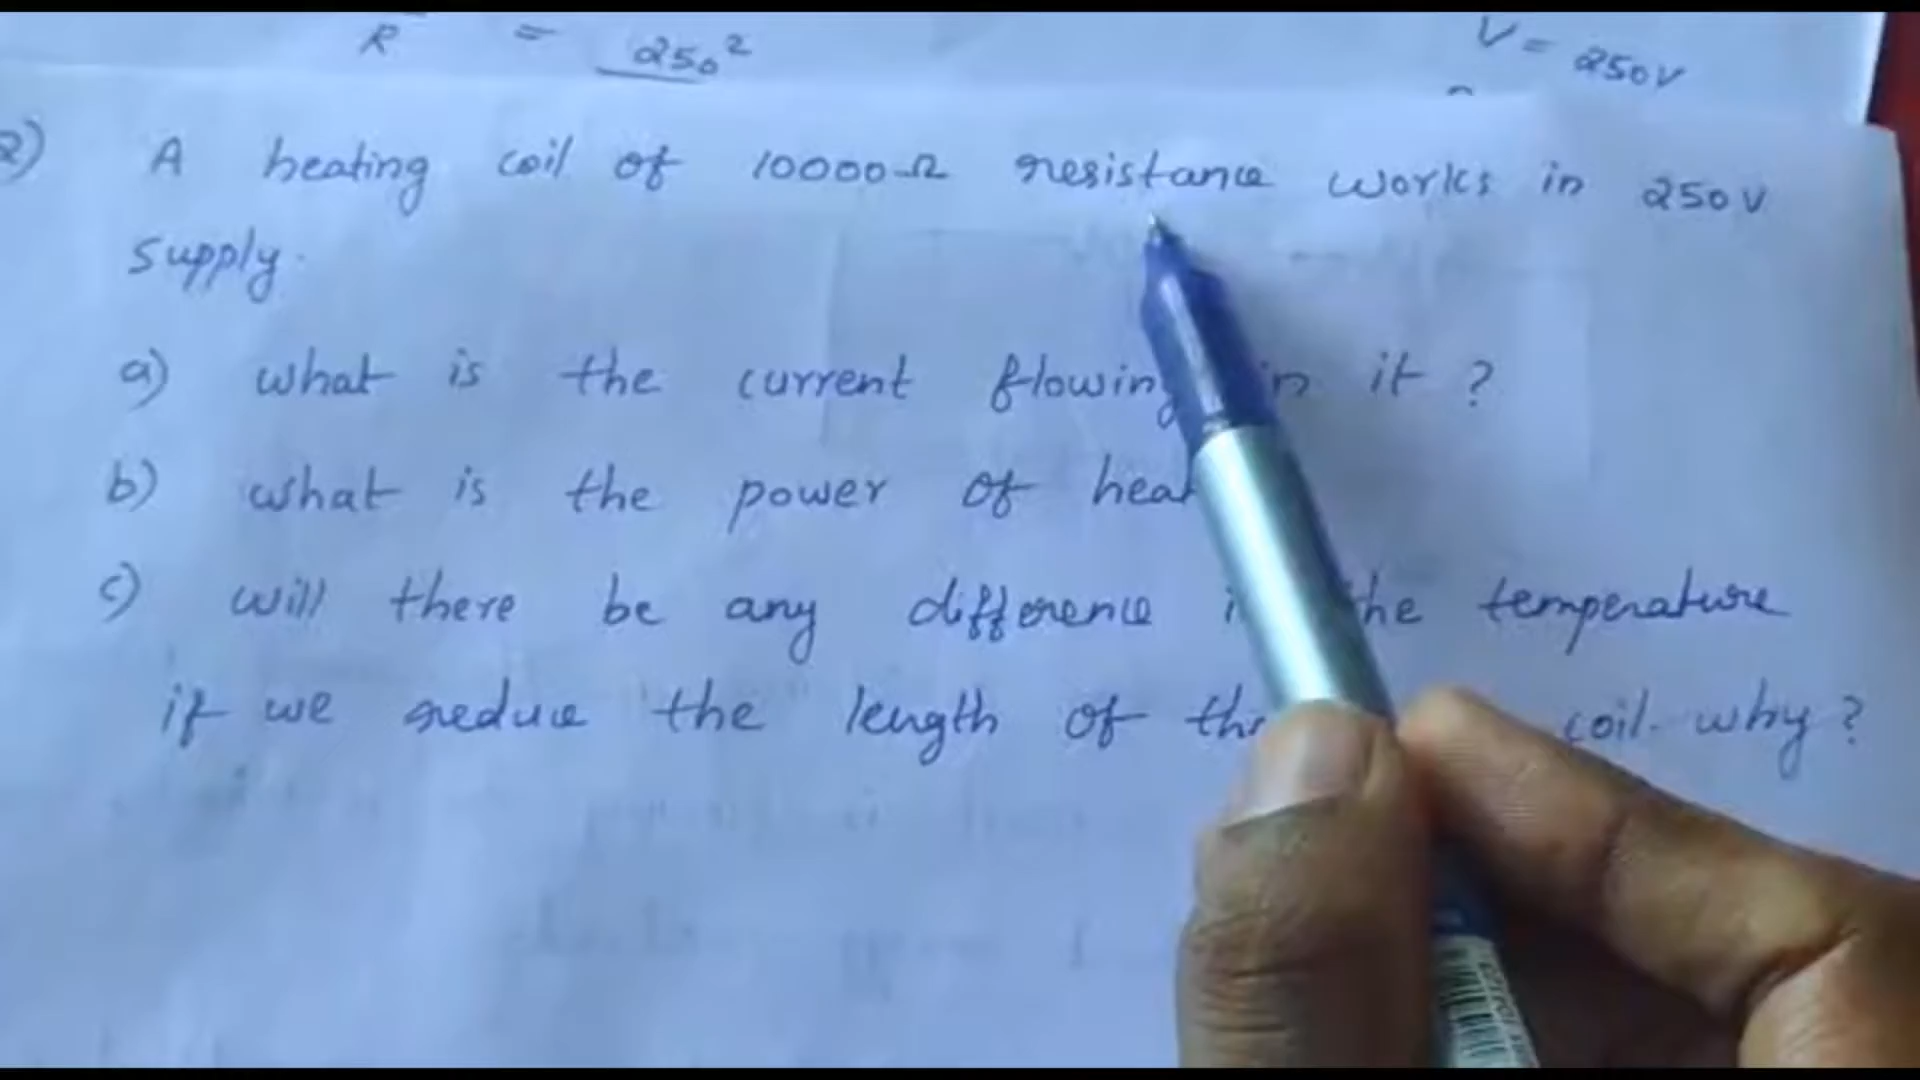 R = 250²
V = 250V
2) A heating coil of 10000Ω resistance works in 250V
supply.
a) what is the current flowing in it ?
b) what is the power of
c) will there be any difference the temperature
if we reduce the length of coil. why ?